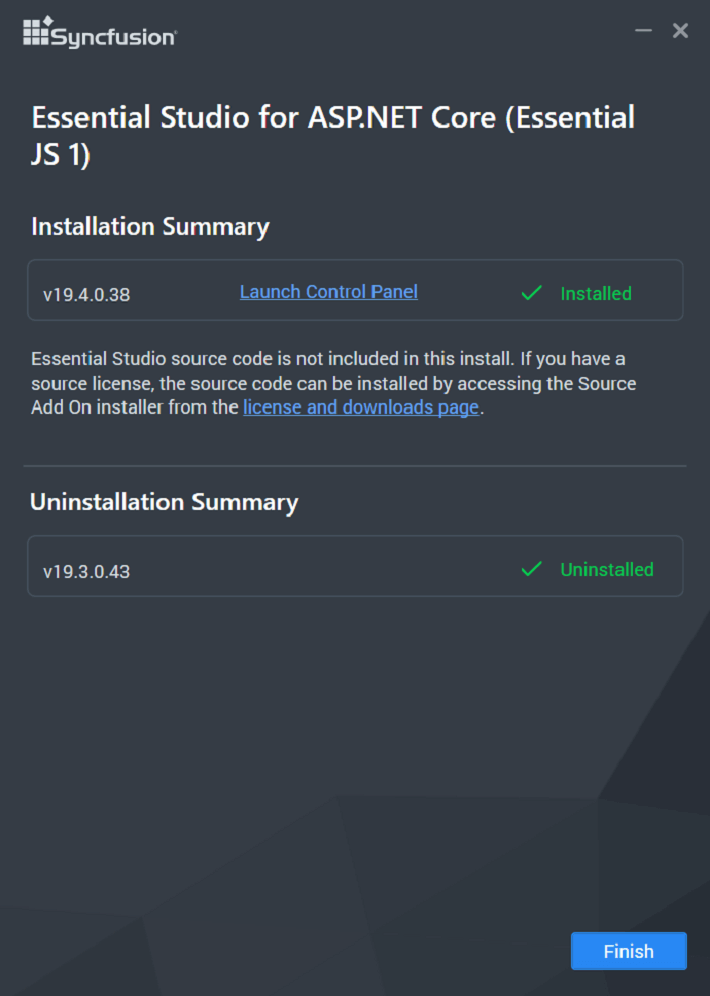 Syncfusion
Essential Studio for ASP.NET Core (Essential
JS 1)
Installation Summary
v19.4.0.38 Launch Control Panel Installed
Essential Studio source code is not included in this install. If you have a
source license, the source code can be installed by accessing the Source
Add On installer from the license and downloads page.
Uninstallation Summary
v19.3.0.43 Uninstalled
Finish